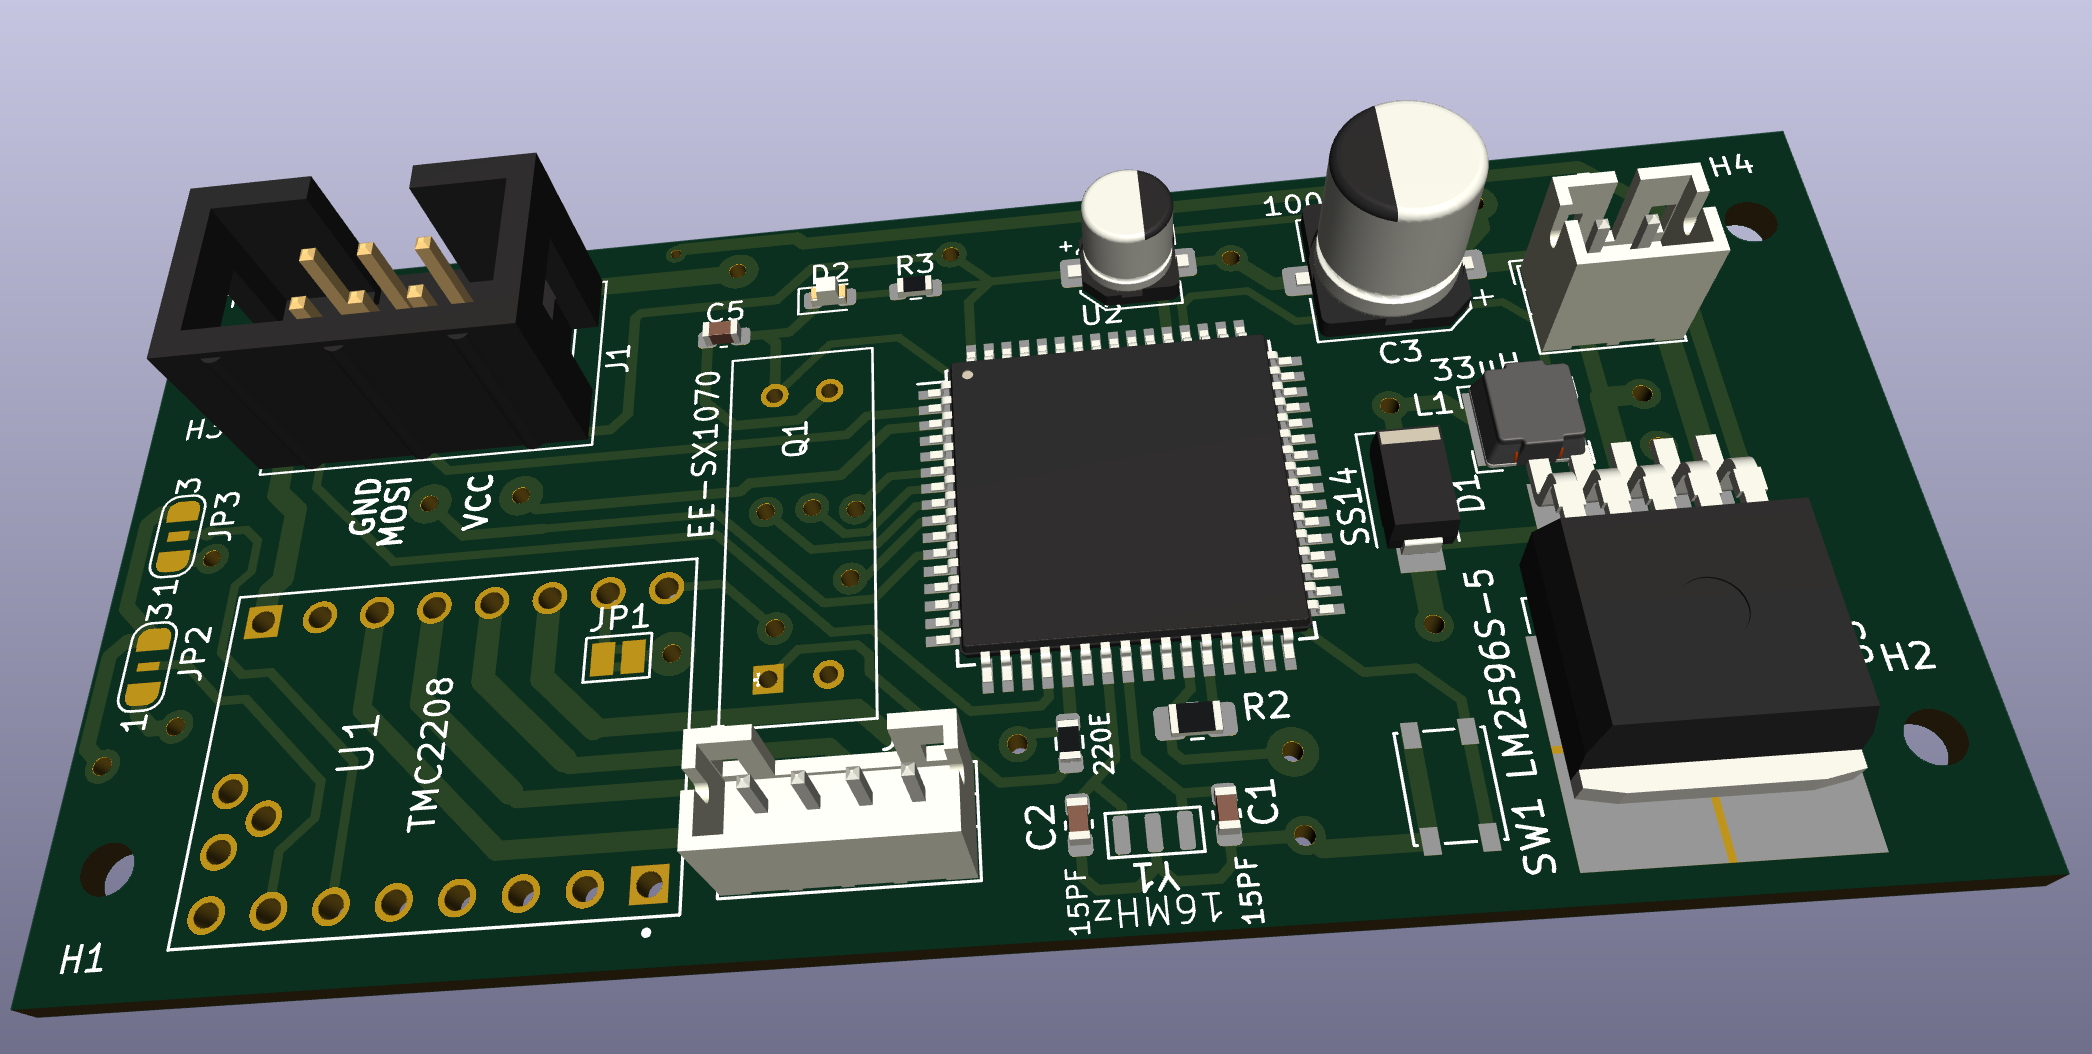 H4
100
+
D2
R3
U2
+
C5
C3
J1
33uH
L1
H3
EE-SX1070
Q1
SS14
D1
3
JP3
1
GND
MOSI
VCC
3
JP2
1
JP1
U1
TMC2208
SW1
LM2596S-5
H2
R2
220E
C2
C1
Y1
16MHz
15PF
15PF
H1